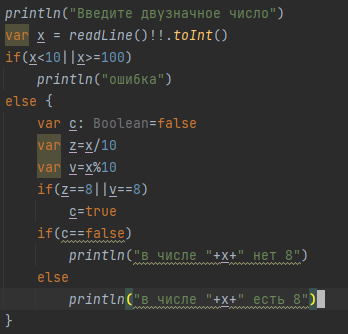 println("Введите двузначное число")
var x = readLine()!!.toInt()
if(x<10||x>=100)
println("ошибка")
else {
var c: Boolean=false
var z=x/10
var v=x%10
if(z==8||v==8)
c=true
if(c==false)
println("в числе "+x+" нет 8")
else
println("в числе "+x+" есть 8")
}